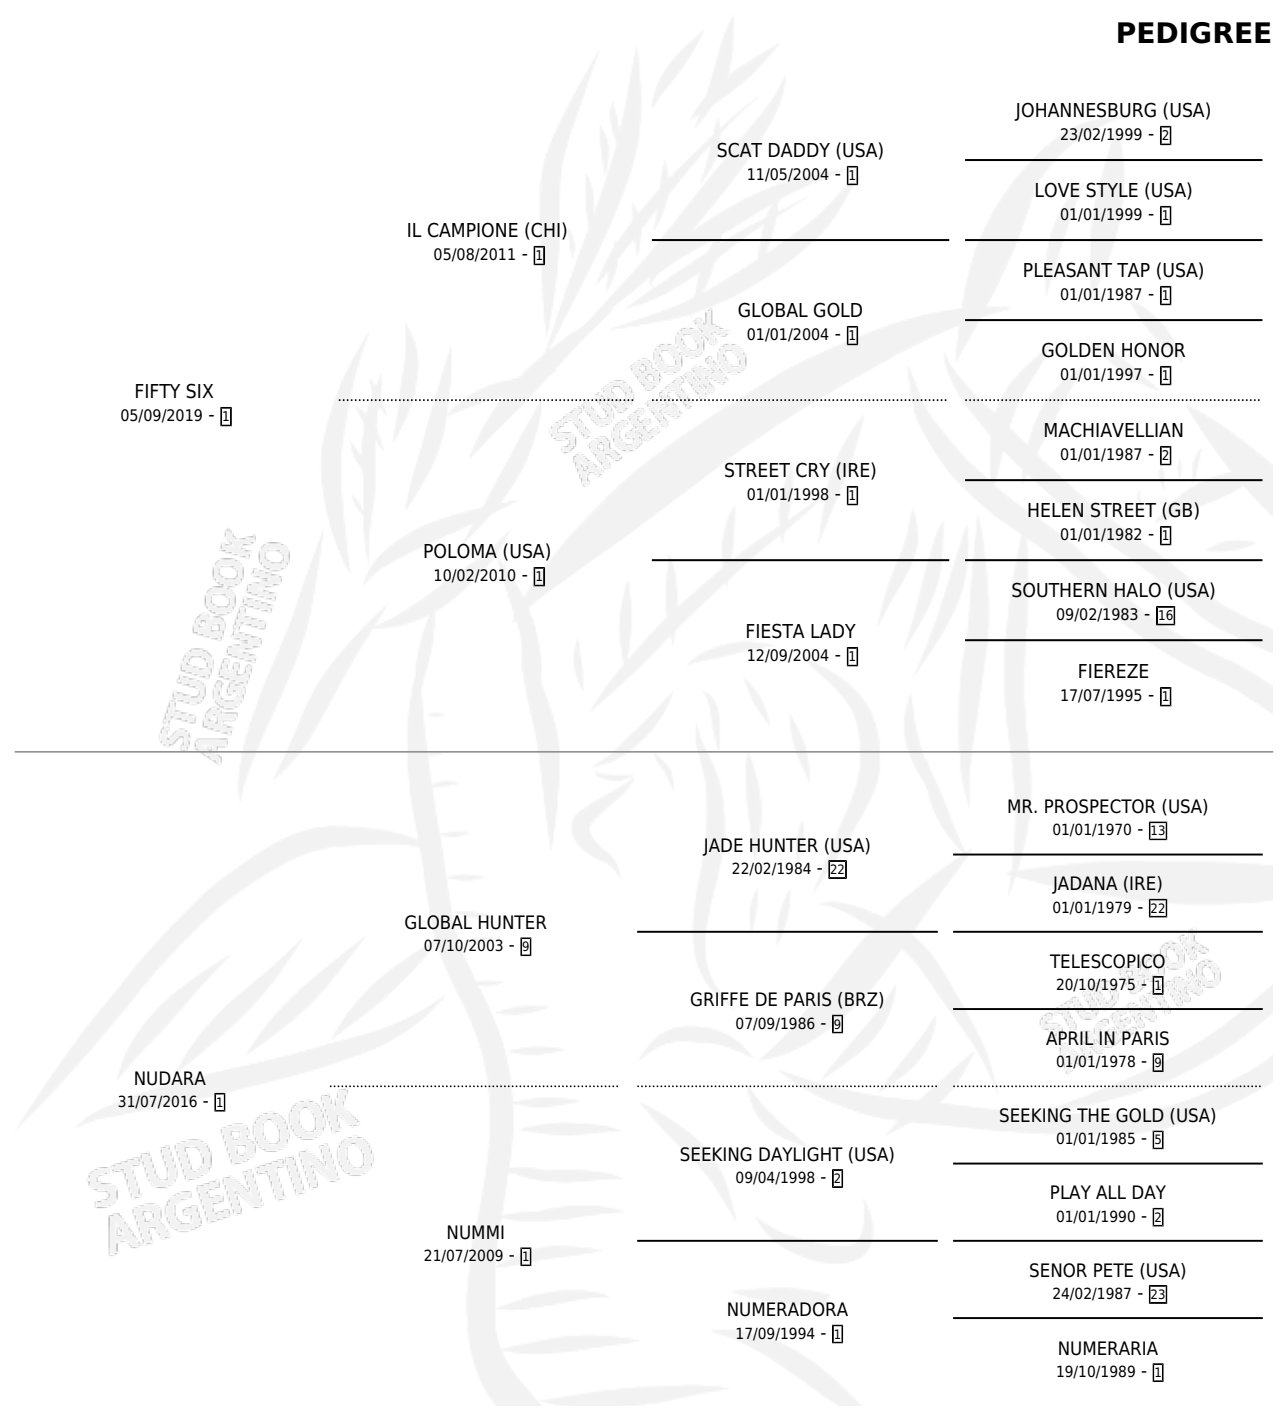 PEDIGREE
JOHANNESBURG (USA)
23/02/1999 - 2
SCAT DADDY (USA)
11/05/2004 - 1
LOVE STYLE (USA)
01/01/1999 - 1
IL CAMPIONE (CHI)
05/08/2011 - 1
PLEASANT TAP (USA)
01/01/1987 - 1
GLOBAL GOLD
01/01/2004 - 1
GOLDEN HONOR
01/01/1997 - 1
FIFTY SIX
05/09/2019 - 1
STUD BOOK
ARGENTINO
MACHIAVELLIAN
01/01/1987 - 2
STREET CRY (IRE)
01/01/1998 - 1
HELEN STREET (GB)
01/01/1982 - 1
POLOMA (USA)
10/02/2010 - 1
SOUTHERN HALO (USA)
09/02/1983 - 16
FIESTA LADY
12/09/2004 - 1
FIEREZE
17/07/1995 - 1
STUD BOOK
ARGENTINO
MR. PROSPECTOR (USA)
01/01/1970 - 13
JADE HUNTER (USA)
22/02/1984 - 22
JADANA (IRE)
01/01/1979 - 22
GLOBAL HUNTER
07/10/2003 - 9
TELESCOPICO
20/10/1975 - 1
GRIFFE DE PARIS (BRZ)
07/09/1986 - 9
APRIL IN PARIS
01/01/1978 - 9
STUD BOOK
ARGENTINO
NUDARA
31/07/2016 - 1
SEEKING THE GOLD (USA)
01/01/1985 - 5
SEEKING DAYLIGHT (USA)
09/04/1998 - 2
PLAY ALL DAY
01/01/1990 - 2
STUD BOOK
ARGENTINO
NUMMI
21/07/2009 - 1
SENOR PETE (USA)
24/02/1987 - 23
NUMERADORA
17/09/1994 - 1
NUMERARIA
19/10/1989 - 1